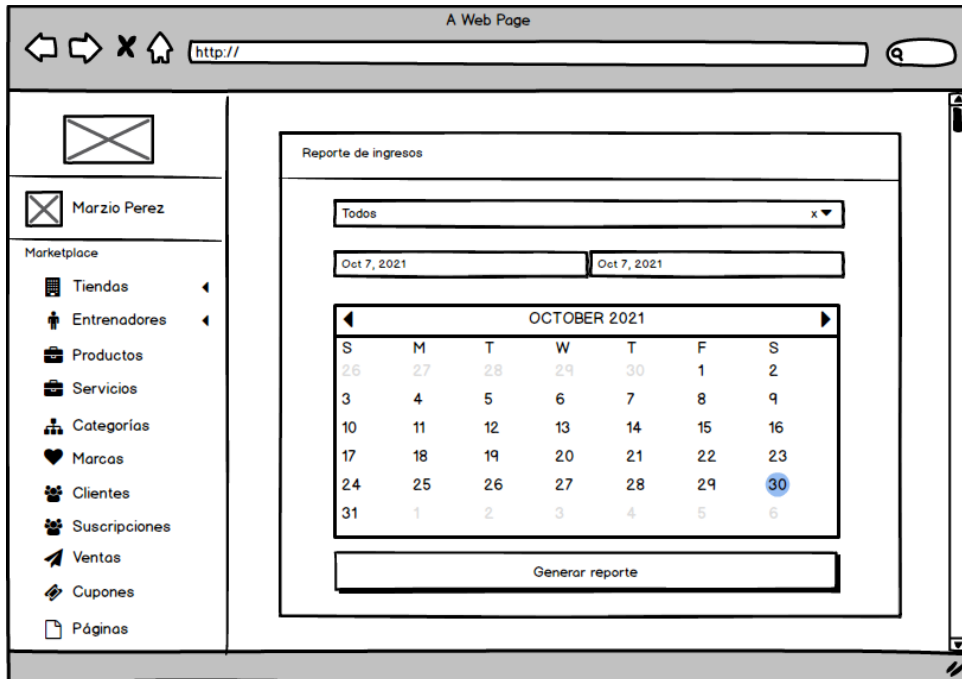 A Web Page
http://
Marzio Perez
Marketplace
Tiendas
Entrenadores
Productos
Servicios
Categorías
Marcas
Clientes
Suscripciones
Ventas
Cupones
Páginas
Reporte de ingresos
Todos x
Oct 7, 2021 Oct 7, 2021
OCTOBER 2021
S M T W T F S
26 27 28 29 30 1 2
3 4 5 6 7 8 9
10 11 12 13 14 15 16
17 18 19 20 21 22 23
24 25 26 27 28 29 30
31 1 2 3 4 5 6
Generar reporte